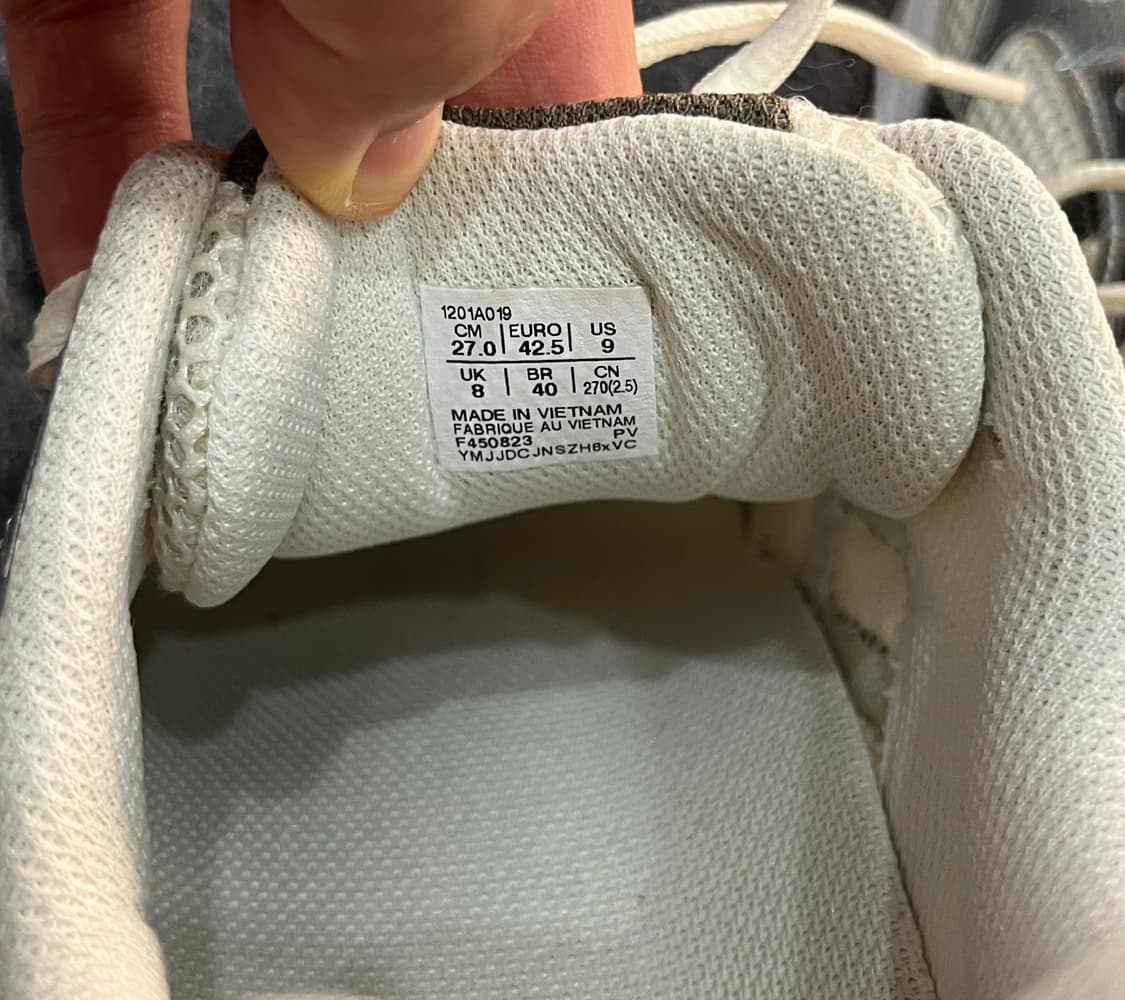 1201A019
CM | EURO | US
27.0 | 42.5 | 9
UK | BR | CN
8 | 40 | 270(2.5)
MADE IN VIETNAM
FABRIQUE AU VIETNAM
F450823 PV
YMJJDCJNSZH8xVC